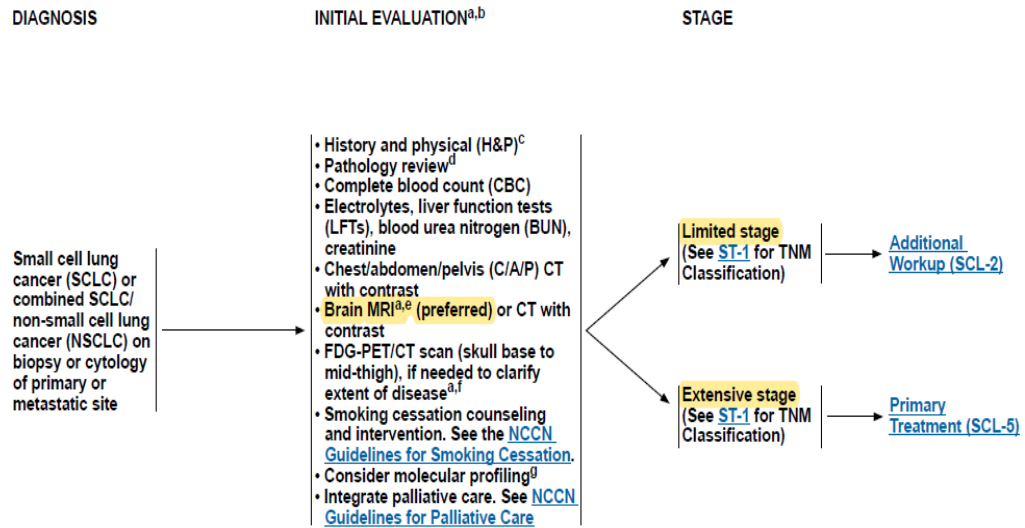 DIAGNOSIS
INITIAL EVALUATIONa,b
STAGE
Small cell lung
cancer (SCLC) or
combined SCLC/
non-small cell lung
cancer (NSCLC) on
biopsy or cytology
of primary or
metastatic site
• History and physical (H&P)c
• Pathology reviewd
• Complete blood count (CBC)
• Electrolytes, liver function tests
(LFTs), blood urea nitrogen (BUN),
creatinine
• Chest/abdomen/pelvis (C/A/P) CT
with contrast
• Brain MRIa,e (preferred) or CT with
contrast
• FDG-PET/CT scan (skull base to
mid-thigh), if needed to clarify
extent of diseasea,f
• Smoking cessation counseling
and intervention. See the NCCN
Guidelines for Smoking Cessation.
• Consider molecular profilingg
• Integrate palliative care. See NCCN
Guidelines for Palliative Care
Limited stage
(See ST-1 for TNM
Classification)
Additional
Workup (SCL-2)
Extensive stage
(See ST-1 for TNM
Classification)
Primary
Treatment (SCL-5)